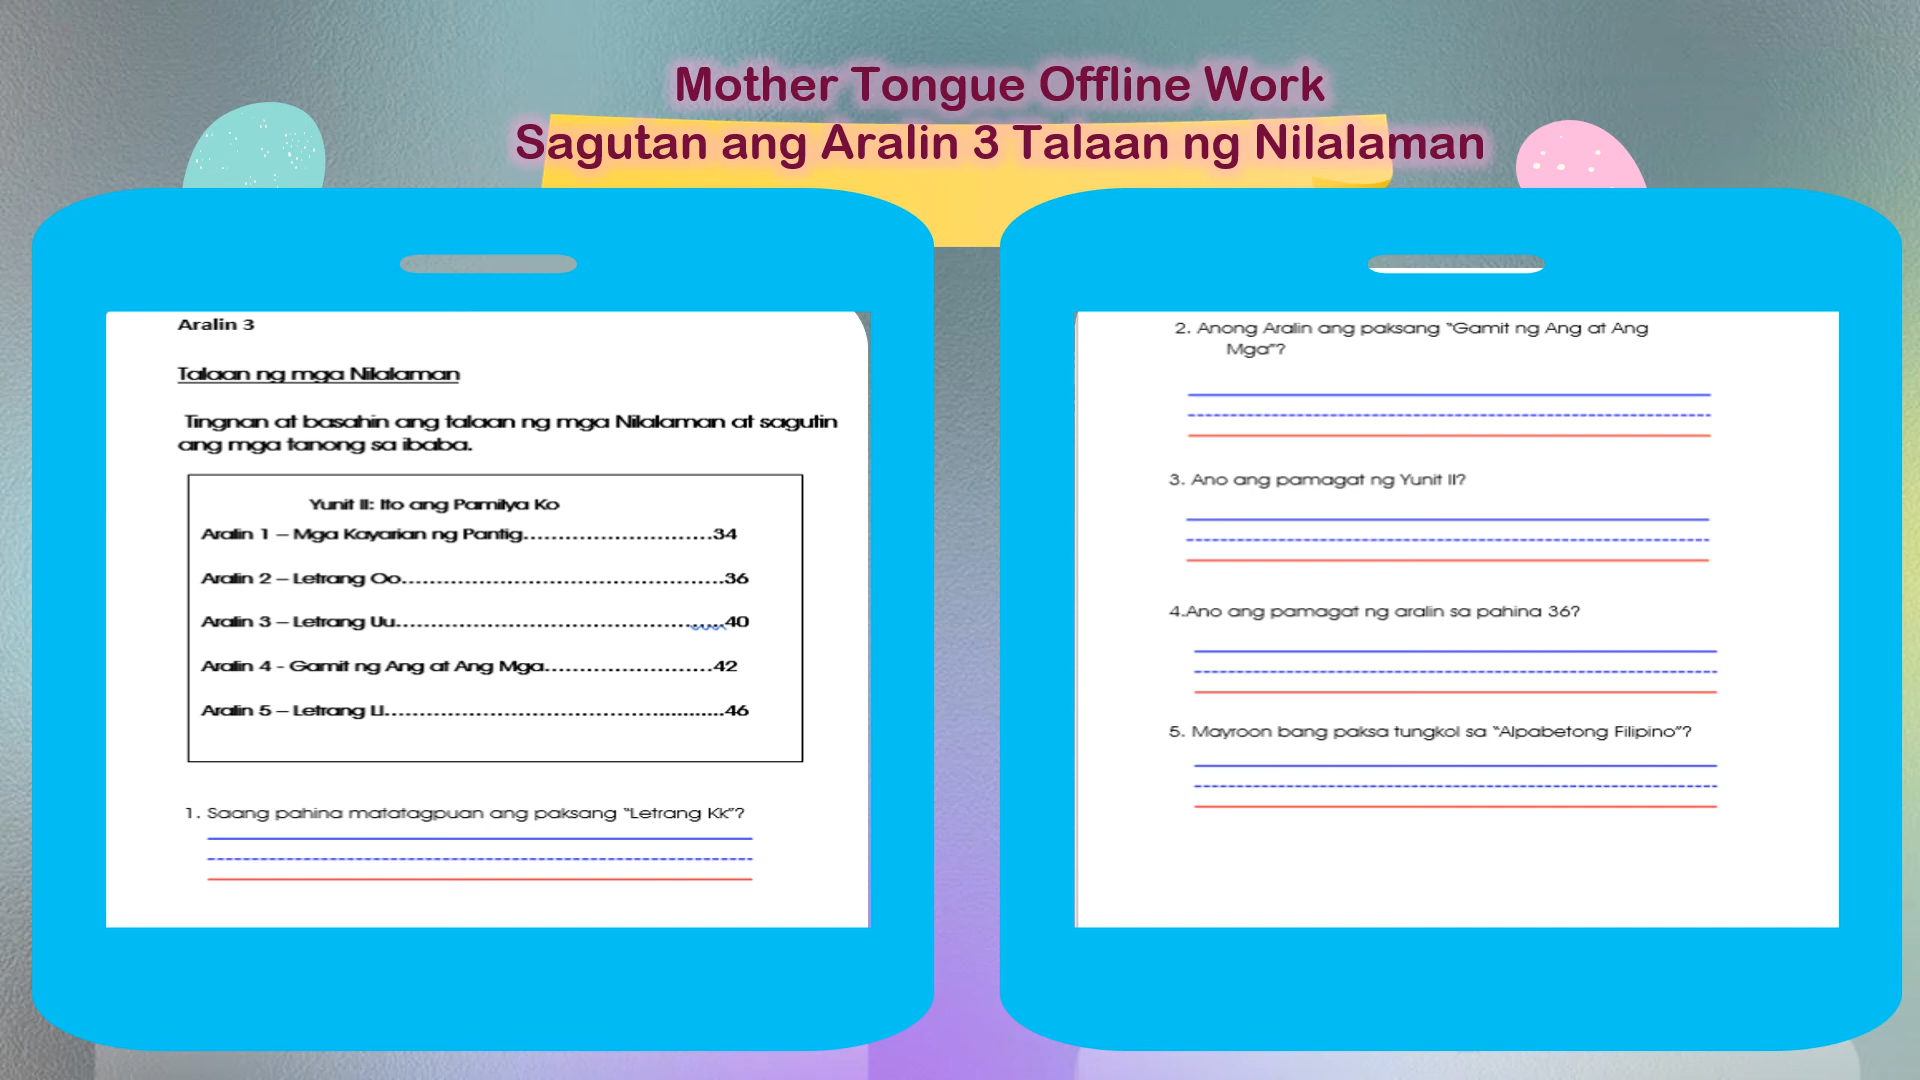 Mother Tongue Offline Work
Sagutan ang Aralin 3 Talaan ng Nilalaman
Aralin 3
Talaan ng mga Nilalaman
Tingnan at basahin ang talaan ng mga Nilalaman at sagutin
ang mga tanong sa ibaba.
Yunit II: Ito ang Pamilya Ko
Aralin 1 – Mga Kayarian ng Pantig...........................34
Aralin 2 – Letrang Oo..............................................36
Aralin 3 – Letrang Uu...............................................40
Aralin 4 - Gamit ng Ang at Ang Mga........................42
Aralin 5 – Letrang Ll.................................................46
1. Saang pahina matatagpuan ang paksang “Letrang Kk”?
2. Anong Aralin ang paksang “Gamit ng Ang at Ang
Mga”?
3. Ano ang pamagat ng Yunit II?
4.Ano ang pamagat ng aralin sa pahina 36?
5. Mayroon bang paksa tungkol sa “Alpabetong Filipino”?